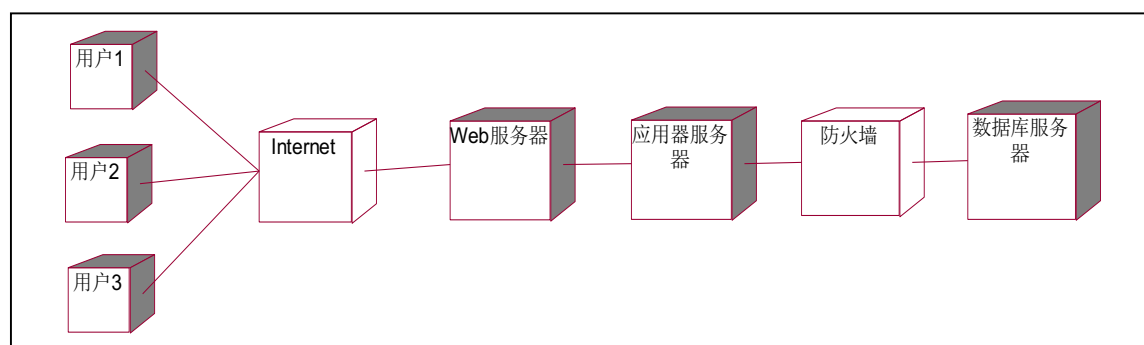 用户1
用户2
用户3
Internet
Web服务器
应用器服务
器
防火墙
数据库服务
器